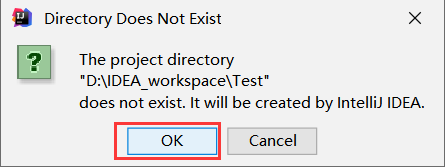 Directory Does Not Exist
The project directory
"D:\IDEA_workspace\Test"
does not exist. It will be created by IntelliJ IDEA.
OK
Cancel